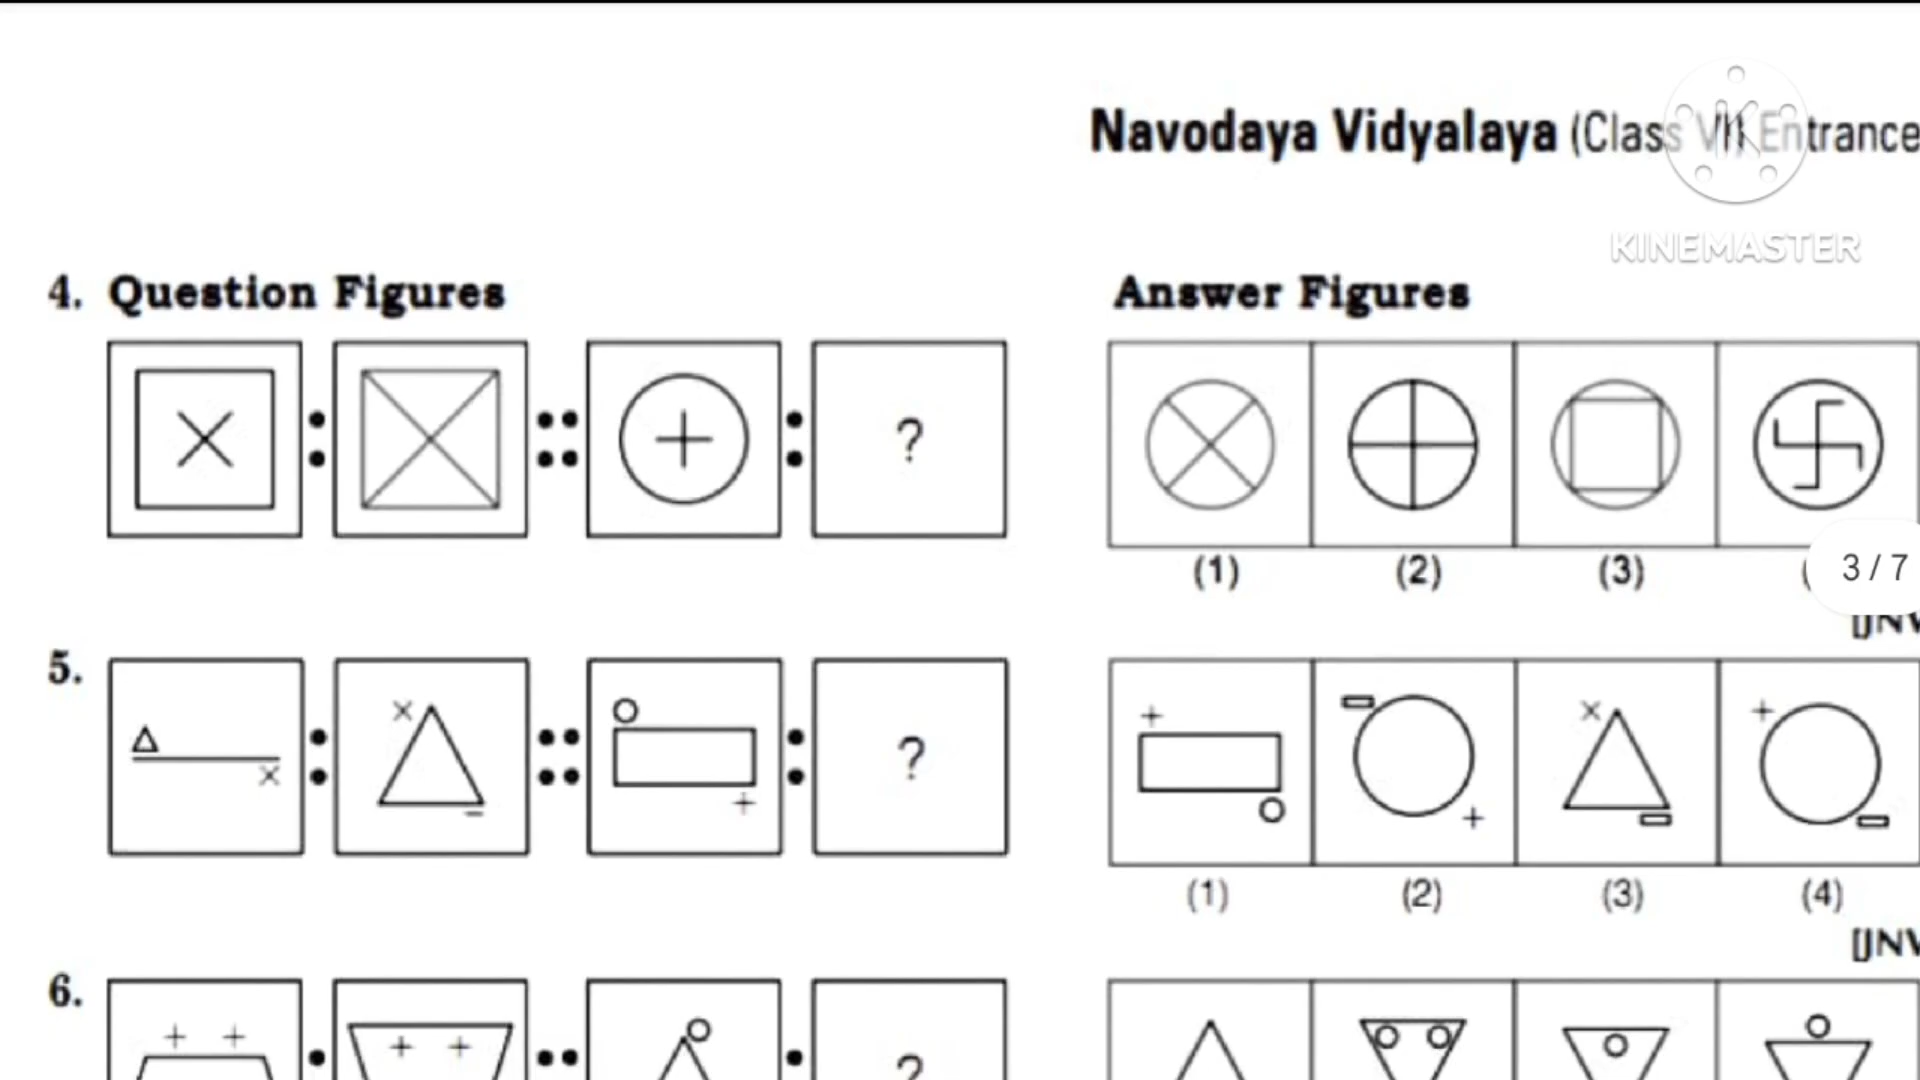 Navodaya Vidyalaya (Class VI) Entrance
KINEMASTER
4. Question Figures
Answer Figures
?
(1) (2) (3)
3 / 7
5.
?
(1) (2) (3) (4)
6.
?